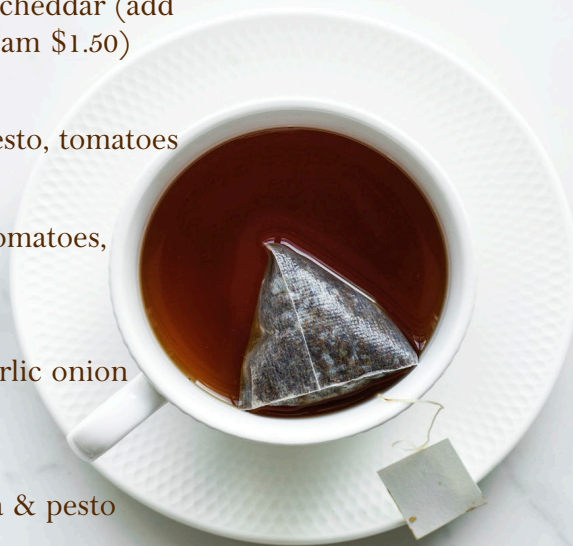 cheddar (add
am $1.50)
esto, tomatoes
omatoes,
rlic onion
& pesto